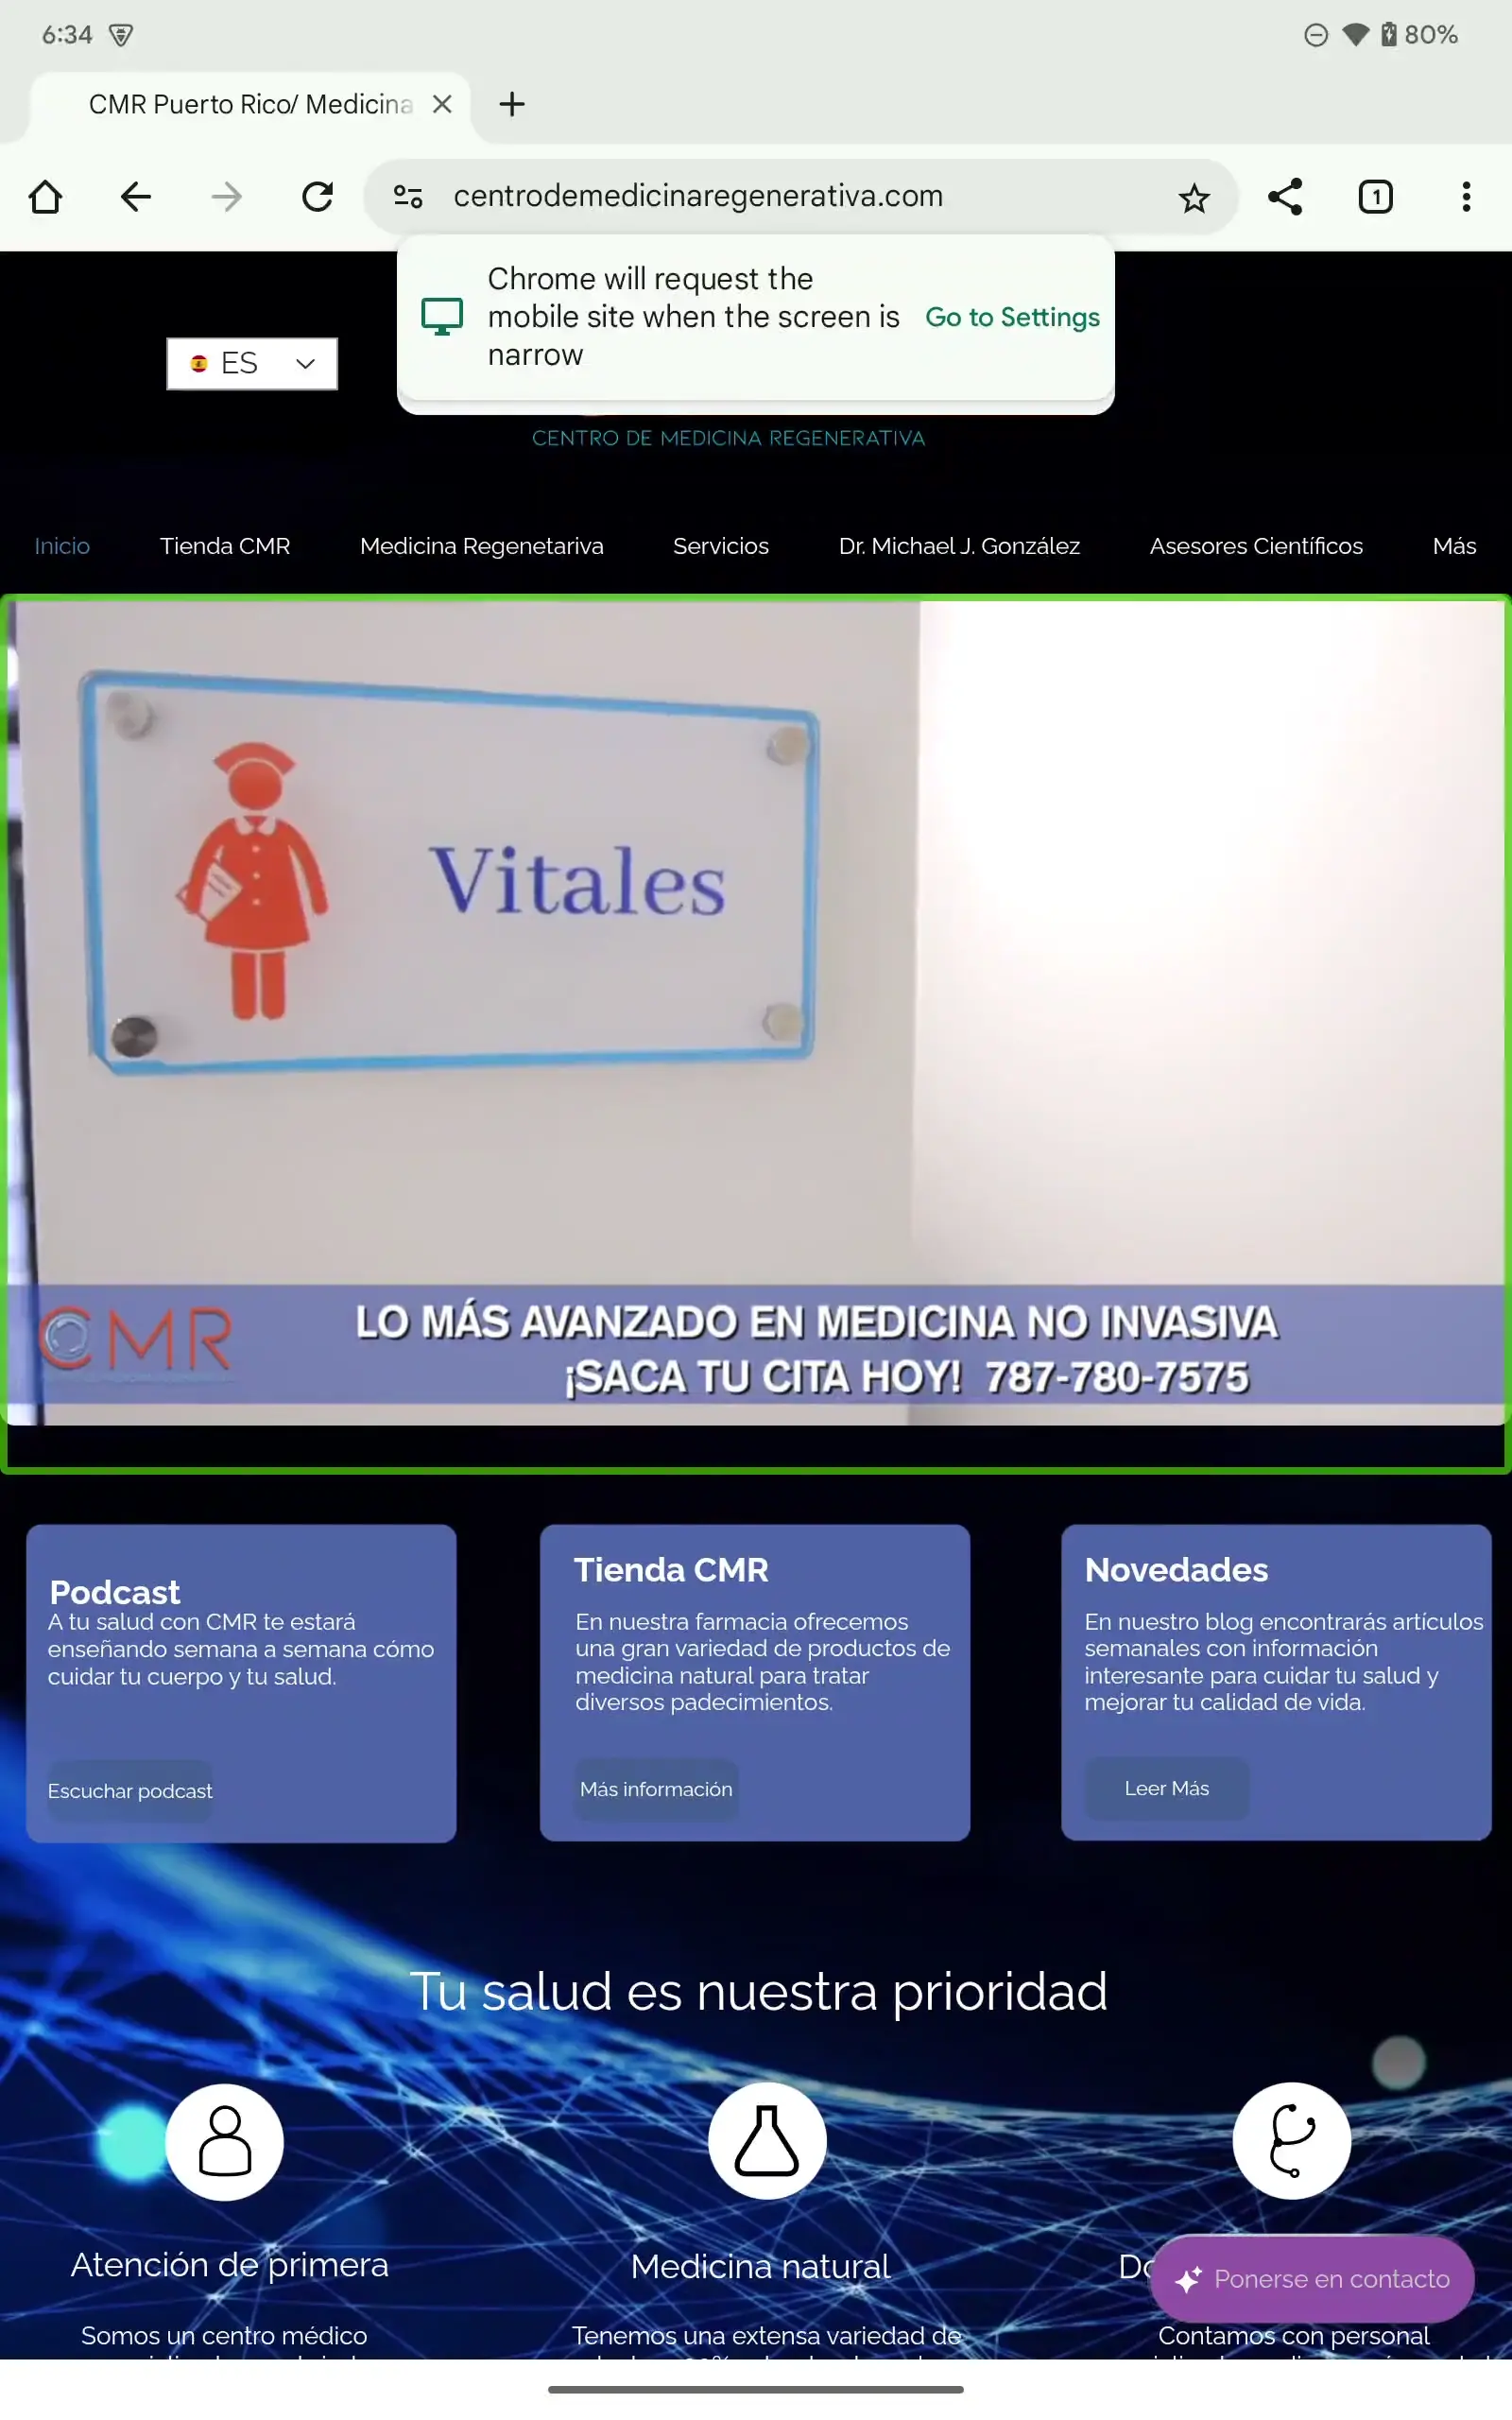 6:34
80%
CMR Puerto Rico/ Medicina
centrodemedicinaregenerativa.com
1
Chrome will request the
mobile site when the screen is
narrow
Go to Settings
ES
CENTRO DE MEDICINA REGENERATIVA
Inicio
Tienda CMR
Medicina Regenetariva
Servicios
Dr. Michael J. González
Asesores Científicos
Más
Vitales
CMR
LO MÁS AVANZADO EN MEDICINA NO INVASIVA
¡SACA TU CITA HOY! 787-780-7575
Podcast
A tu salud con CMR te estará
enseñando semana a semana cómo
cuidar tu cuerpo y tu salud.
Escuchar podcast
Tienda CMR
En nuestra farmacia ofrecemos
una gran variedad de productos de
medicina natural para tratar
diversos padecimientos.
Más información
Novedades
En nuestro blog encontrarás artículos
semanales con información
interesante para cuidar tu salud y
mejorar tu calidad de vida.
Leer Más
Tu salud es nuestra prioridad
Atención de primera
Somos un centro médico
Medicina natural
Tenemos una extensa variedad de
Ponerse en contacto
Contamos con personal